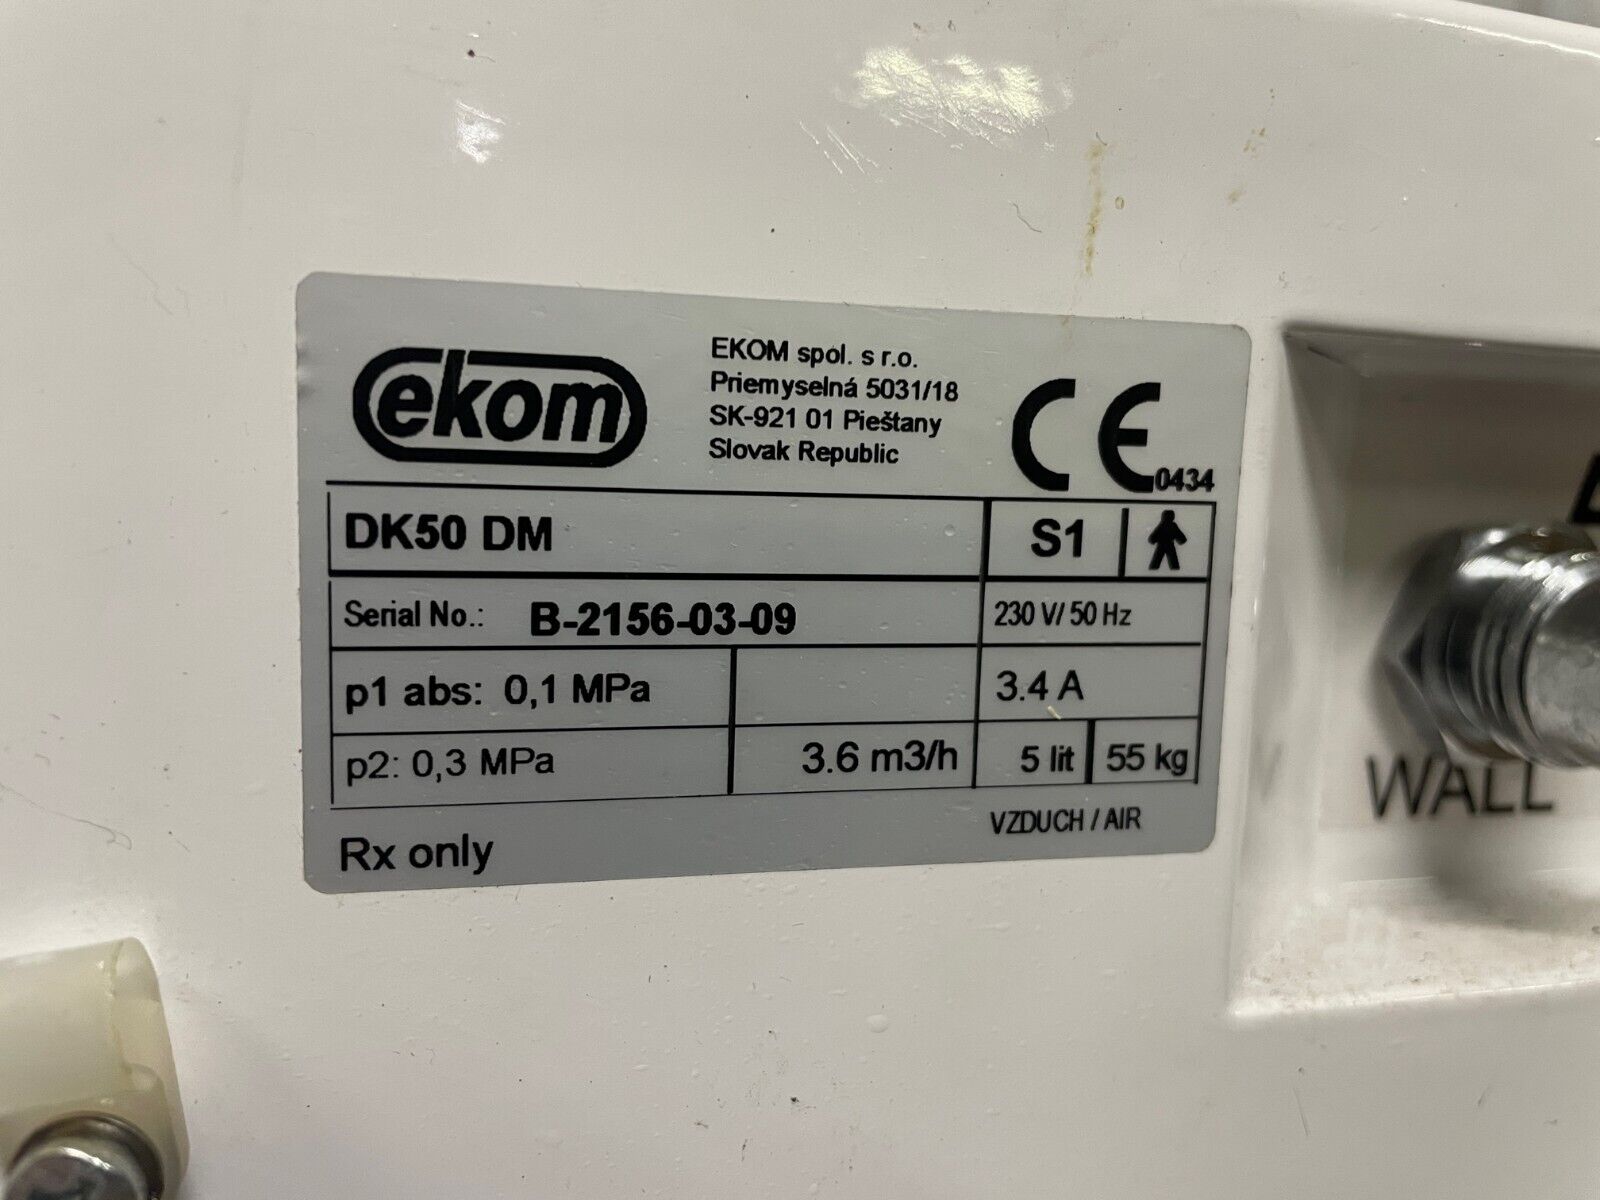 ekom
EKOM spol. s r.o.
Priemyselná 5031/18
SK-921 01 Piešťany
Slovak Republic
CE 0434
DK50 DM
S1
Serial No.: B-2156-03-09
230 V/ 50 Hz
p1 abs: 0,1 MPa
3.4 A
p2: 0,3 MPa
3.6 m3/h
5 lit
55 kg
VZDUCH / AIR
Rx only
WALL